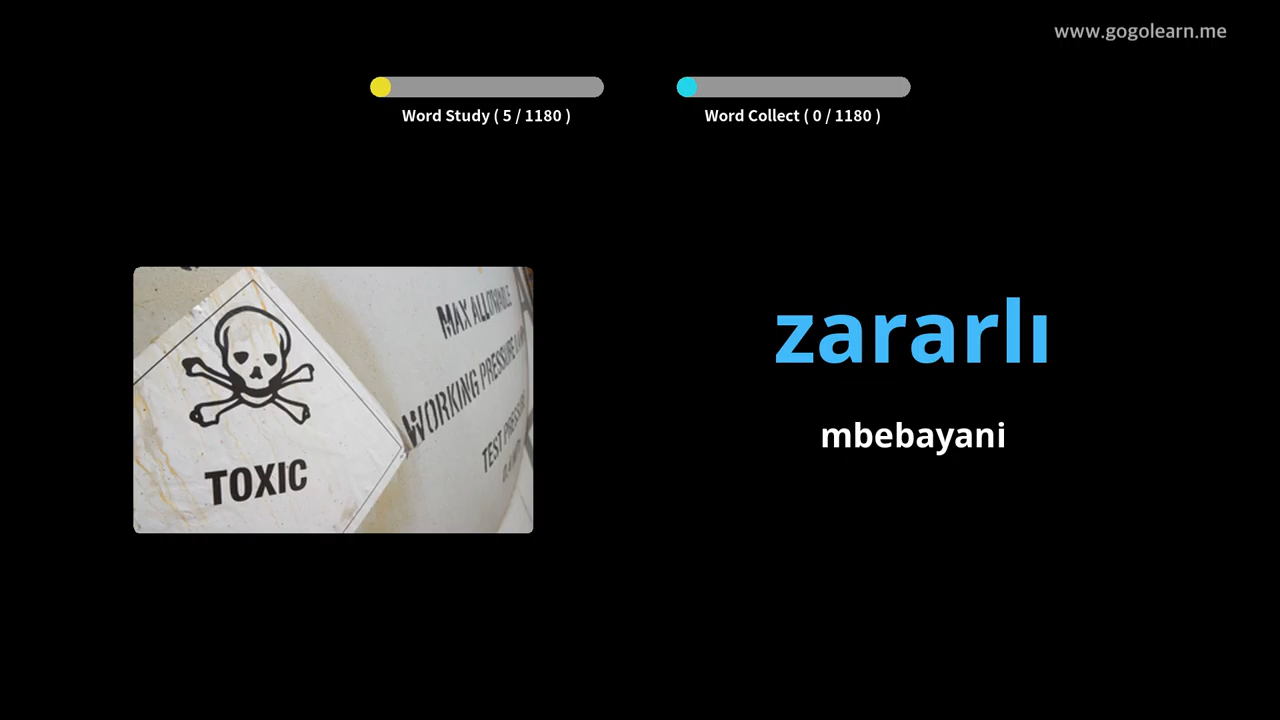 www.gogolearn.me
Word Study ( 5 / 1180 )
Word Collect ( 0 / 1180 )
zararlı
mbebayani
TOXIC
MAX ALLOWABLE
WORKING PRESSURE
TEST PRESSURE